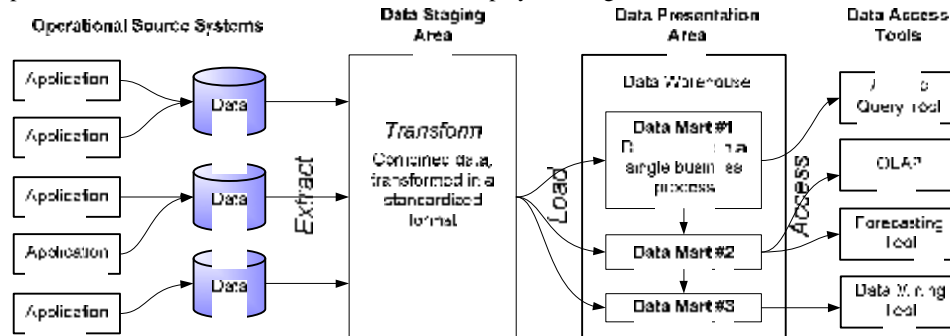 Operational Source Systems
Data Staging
Area
Data Presentation
Area
Data Access
Tools
Application
Application
Application
Application
Application
Data
Data
Data
Extract
Transform
Combined data,
transformed in a
standardized
format
Load
Data Warehouse
Data Mart #1
single business
process
Data Mart #2
Data Mart #3
Access
Query Tool
OLAP
Forecasting
Tool
Data Mining
Tool